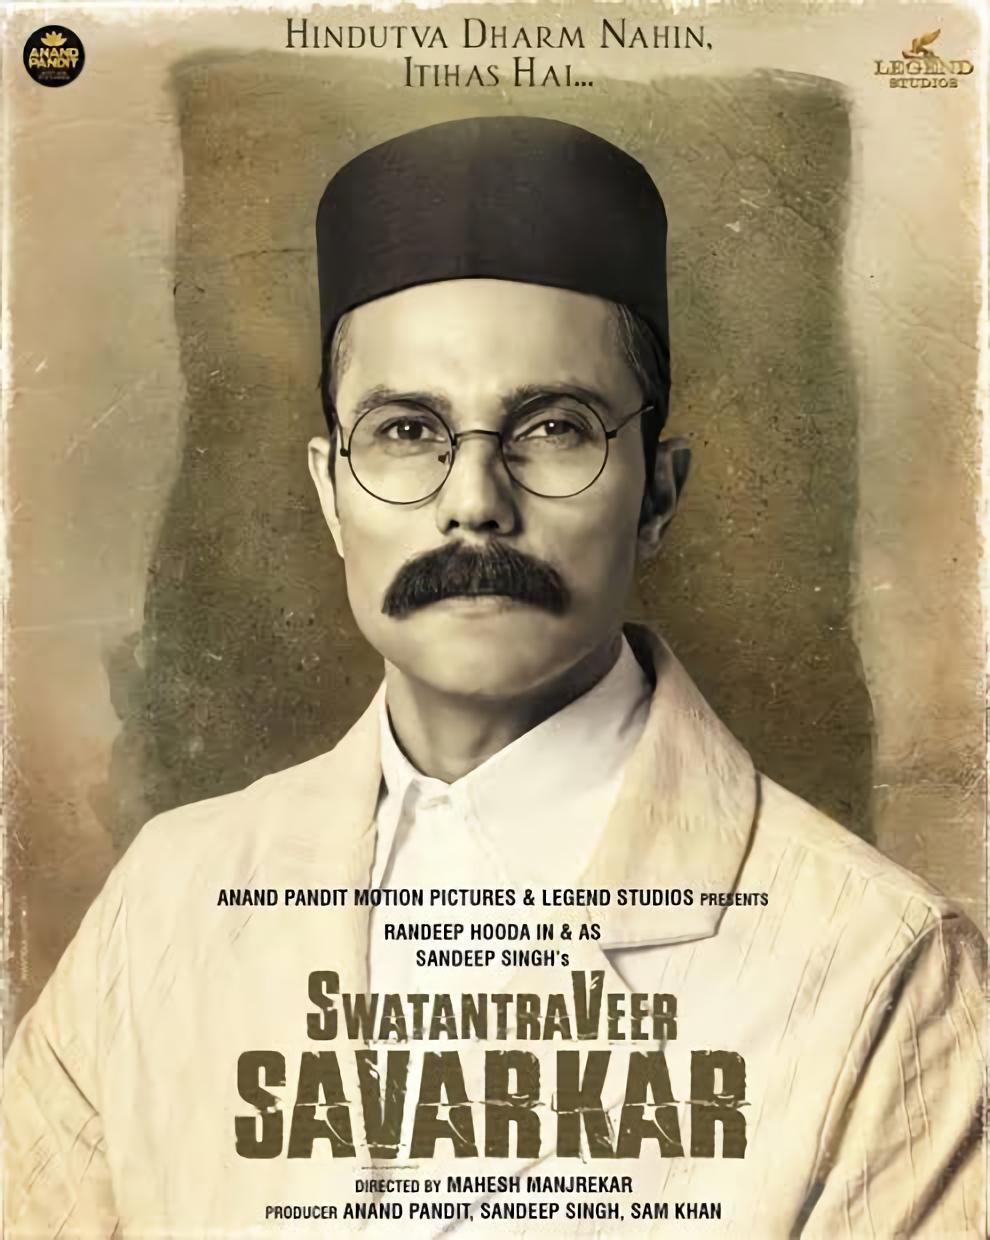 HINDUTVA DHARM NAHIN,
ITIHAS HAI...
ANAND
PANDIT
LEGEND
STUDIOS
ANAND PANDIT MOTION PICTURES & LEGEND STUDIOS PRESENTS
RANDEEP HOODA IN & AS
SANDEEP SINGH's
SWATANTRAVEER
SAVARKAR
DIRECTED BY MAHESH MANJREKAR
PRODUCER ANAND PANDIT, SANDEEP SINGH, SAM KHAN